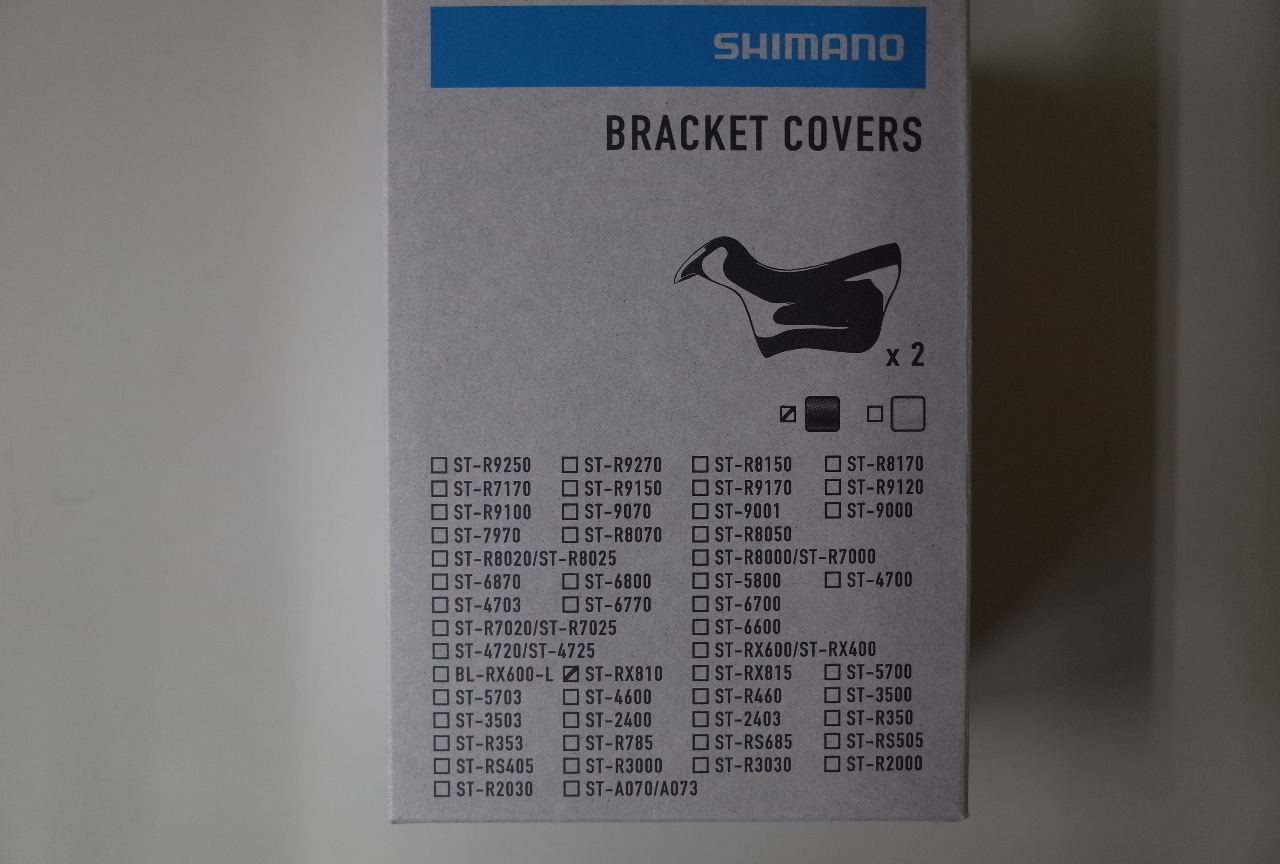 SHIMANO
BRACKET COVERS
x 2
ST-R9250 ST-R9270 ST-R8150 ST-R8170
ST-R7170 ST-R9150 ST-R9170 ST-R9120
ST-R9100 ST-9070 ST-9001 ST-9000
ST-7970 ST-R8070 ST-R8050
ST-R8020/ST-R8025 ST-R8000/ST-R7000
ST-6870 ST-6800 ST-5800 ST-4700
ST-4703 ST-6770 ST-6700
ST-R7020/ST-R7025 ST-6600
ST-4720/ST-4725 ST-RX600/ST-RX400
BL-RX600-L ST-RX810 ST-RX815 ST-5700
ST-5703 ST-4600 ST-R460 ST-3500
ST-3503 ST-2400 ST-2403 ST-R350
ST-R353 ST-R785 ST-RS685 ST-RS505
ST-RS405 ST-R3000 ST-R3030 ST-R2000
ST-R2030 ST-A070/A073